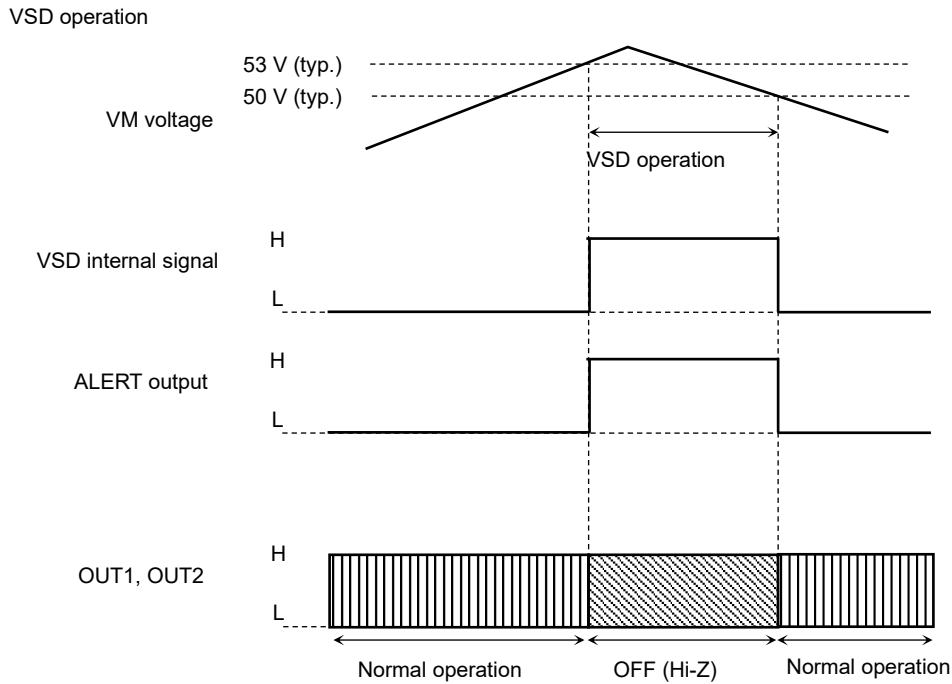 VSD operation
53 V (typ.)
50 V (typ.)
VM voltage
VSD operation
H
VSD internal signal
L
H
ALERT output
L
H
OUT1, OUT2
L
Normal operation
OFF (Hi-Z)
Normal operation